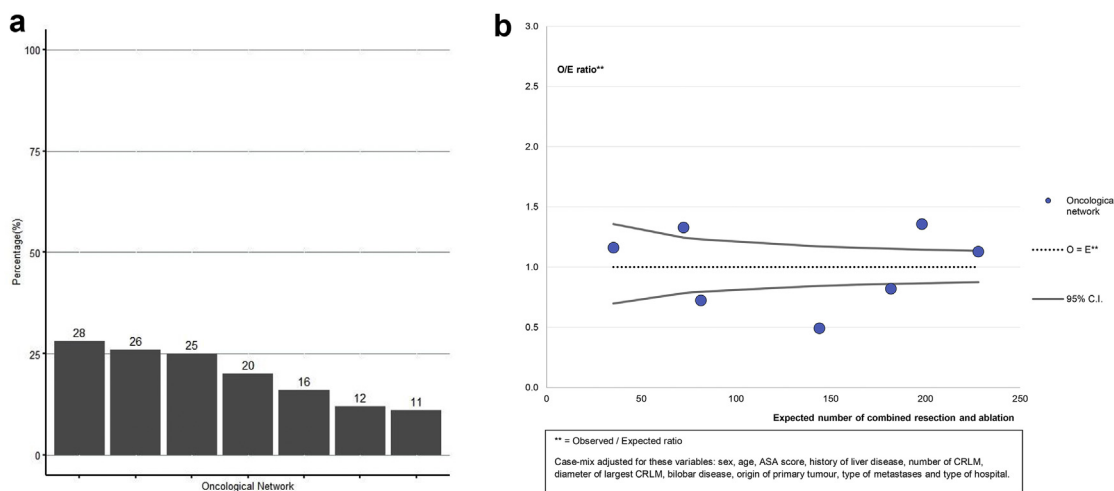 a
100
75
50
25
0
Percentage(%)
28
26
25
20
16
12
11
Oncological Network
b
3.0
2.5
2.0
1.5
1.0
0.5
0.0
O/E ratio**
0
50
100
150
200
250
Expected number of combined resection and ablation
Oncologica
network
O = E**
95% C.I.
** = Observed / Expected ratio
Case-mix adjusted for these variables: sex, age, ASA score, history of liver disease, number of CRLM,
diameter of largest CRLM, bilobar disease, origin of primary tumour, type of metastases and type of hospital.